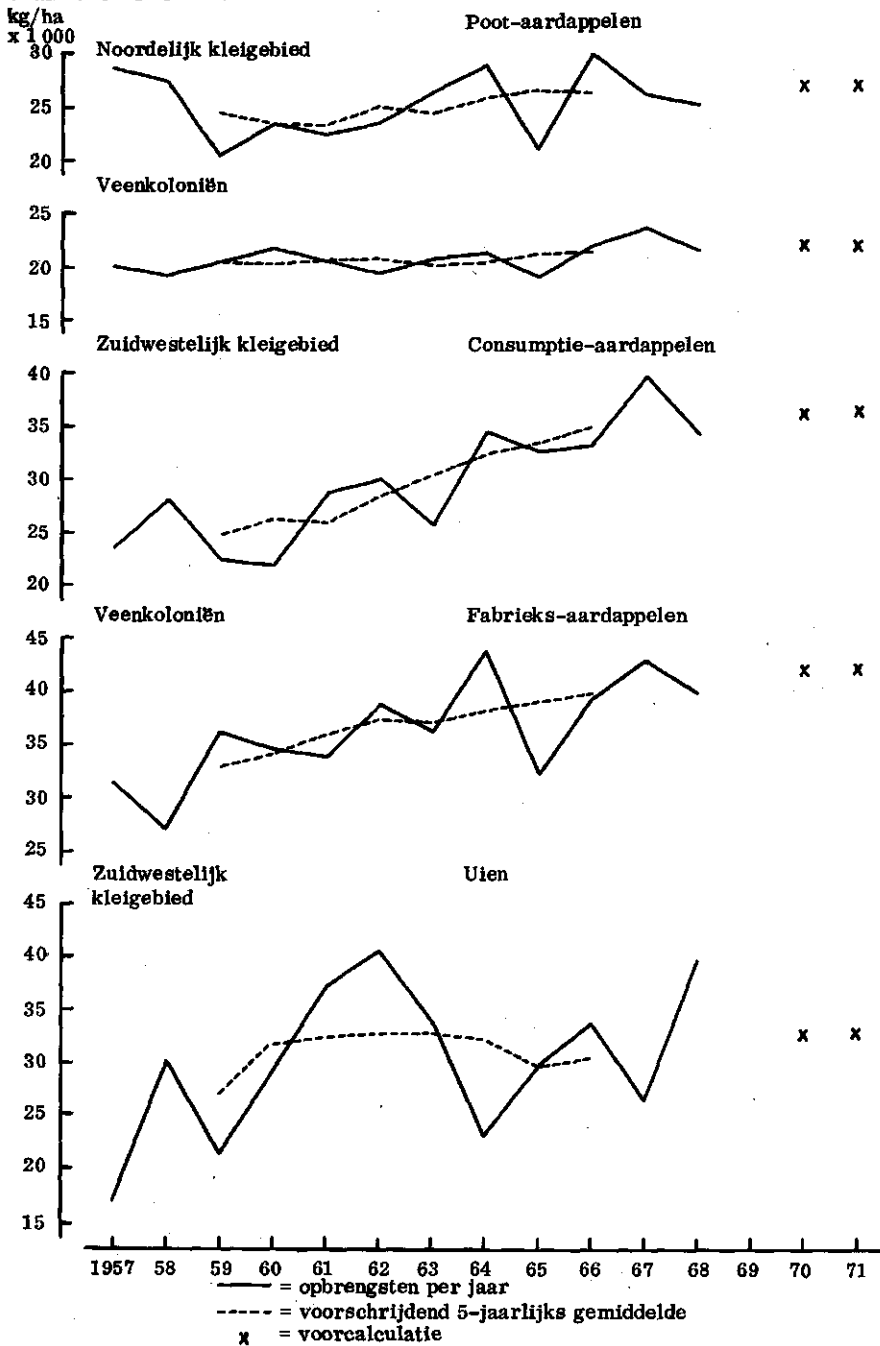 kg/ha
x 1000
Poot-aardappelen
Noordelijk kleigebied
30
25
20
Veenkoloniën
25
20
15
Zuidwestelijk kleigebied Consumptie-aardappelen
40
35
30
25
20
Veenkoloniën Fabrieks-aardappelen
45
40
35
30
25
Zuidwestelijk Uien
kleigebied
45
40
35
30
25
20
15
x x
x x
x x
x x
x x
1957 58 59 60 61 62 63 64 65 66 67 68 69 70 71
= opbrengsten per jaar
= voorschrijdend 5-jaarlijks gemiddelde
x = voorcalculatie